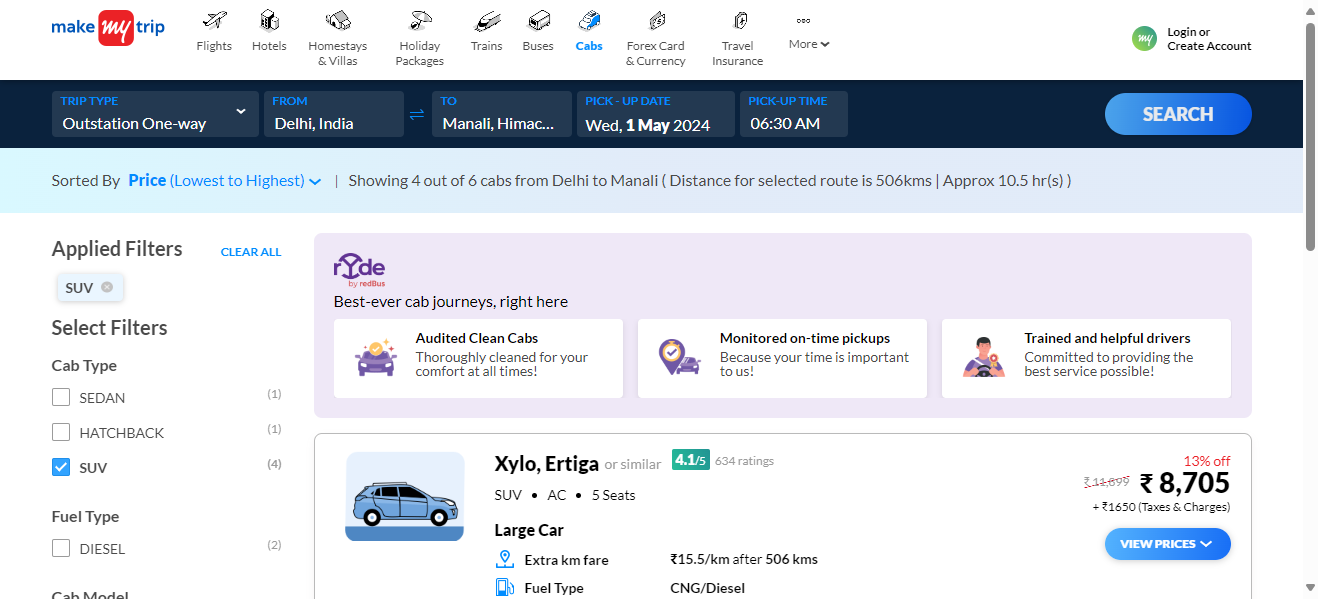 make my trip
Flights
Hotels
Homestays
& Villas
Holiday
Packages
Trains
Buses
Cabs
Forex Card
& Currency
Travel
Insurance
More
my
Login or
Create Account
TRIP TYPE
Outstation One-way
FROM
Delhi, India
TO
Manali, Himac...
PICK - UP DATE
Wed, 1 May 2024
PICK-UP TIME
06:30 AM
SEARCH
Sorted By Price (Lowest to Highest) | Showing 4 out of 6 cabs from Delhi to Manali ( Distance for selected route is 506kms | Approx 10.5 hr(s) )
Applied Filters
CLEAR ALL
SUV
Select Filters
Cab Type
SEDAN (1)
HATCHBACK (1)
SUV (4)
Fuel Type
DIESEL (2)
Cab Model
ryde
by redBus
Best-ever cab journeys, right here
Audited Clean Cabs
Thoroughly cleaned for your
comfort at all times!
Monitored on-time pickups
Because your time is important
to us!
Trained and helpful drivers
Committed to providing the
best service possible!
Xylo, Ertiga or similar 4.1/5 634 ratings
SUV • AC • 5 Seats
Large Car
Extra km fare ₹15.5/km after 506 kms
Fuel Type CNG/Diesel
13% off
₹ 11,899 ₹ 8,705
+ ₹1650 (Taxes & Charges)
VIEW PRICES